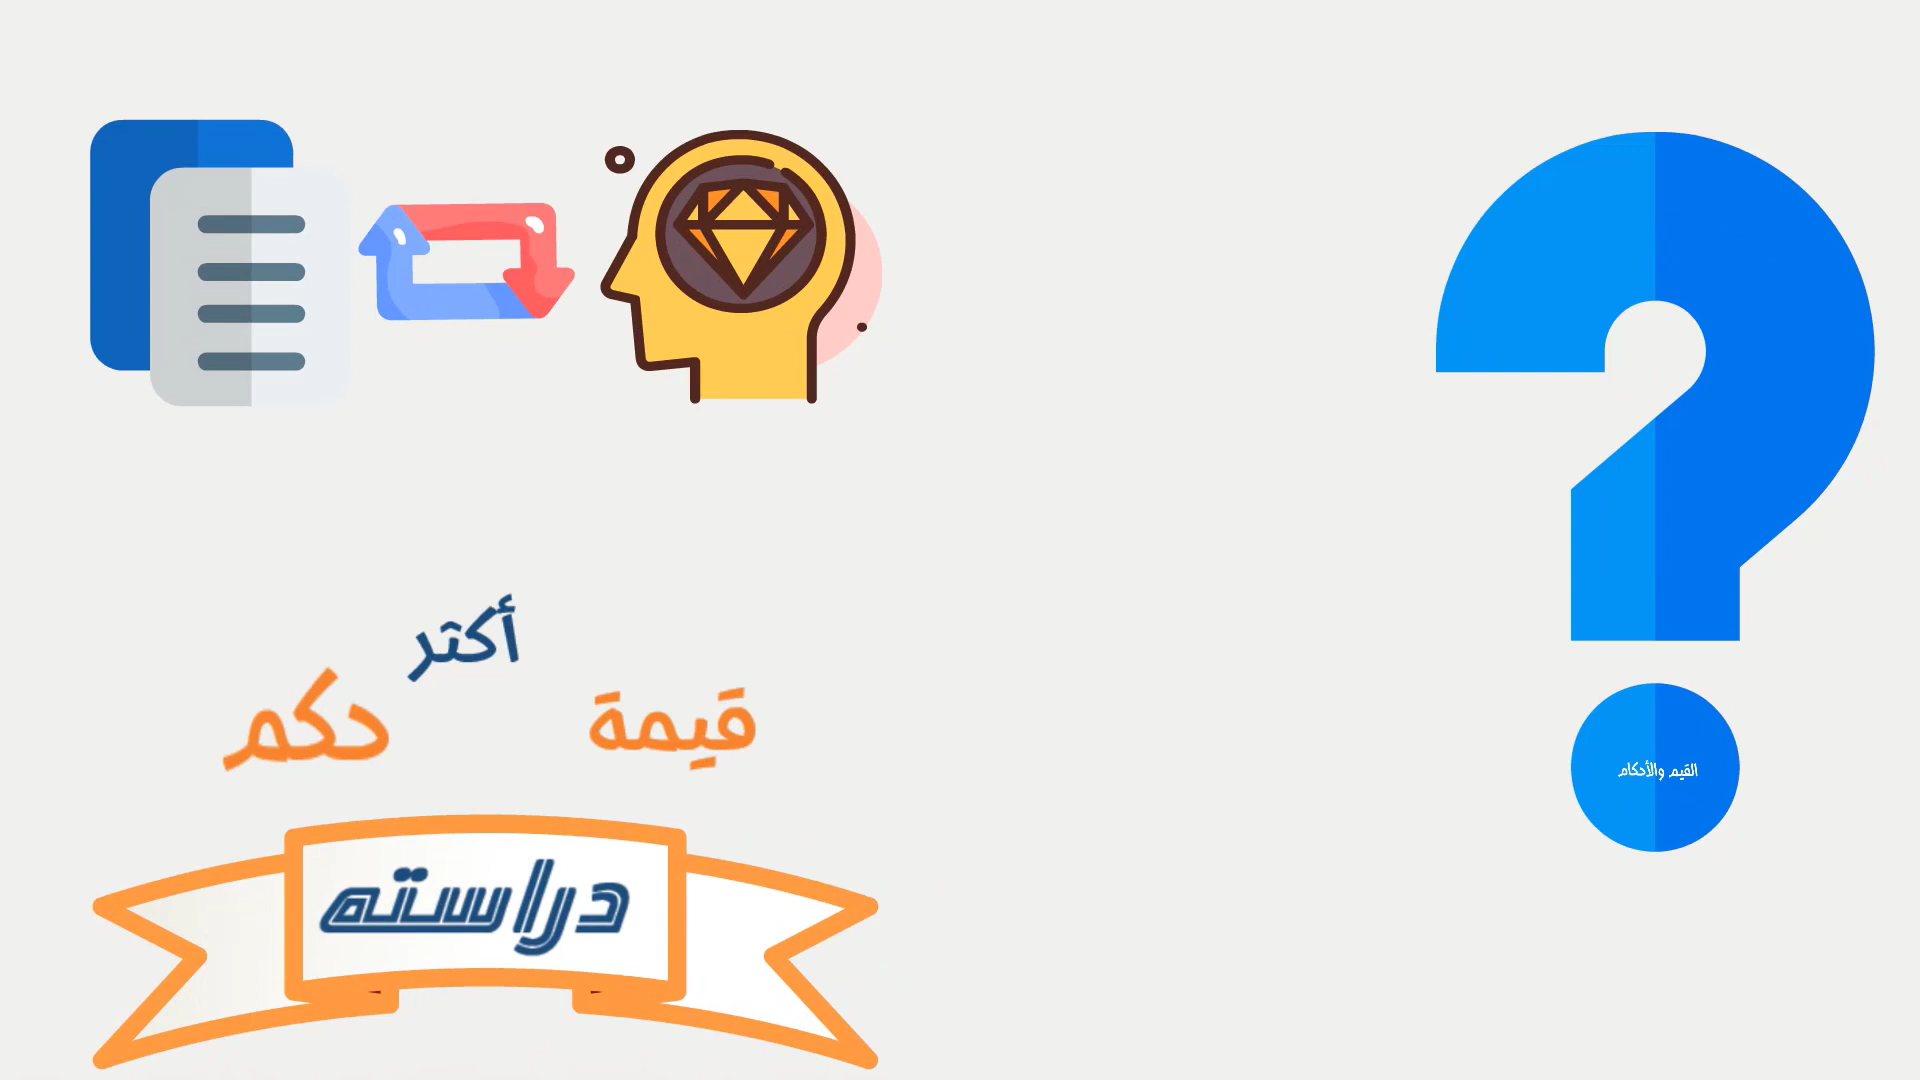 أكثر
قيمة
حكم
دراسته
القيم والأحكام